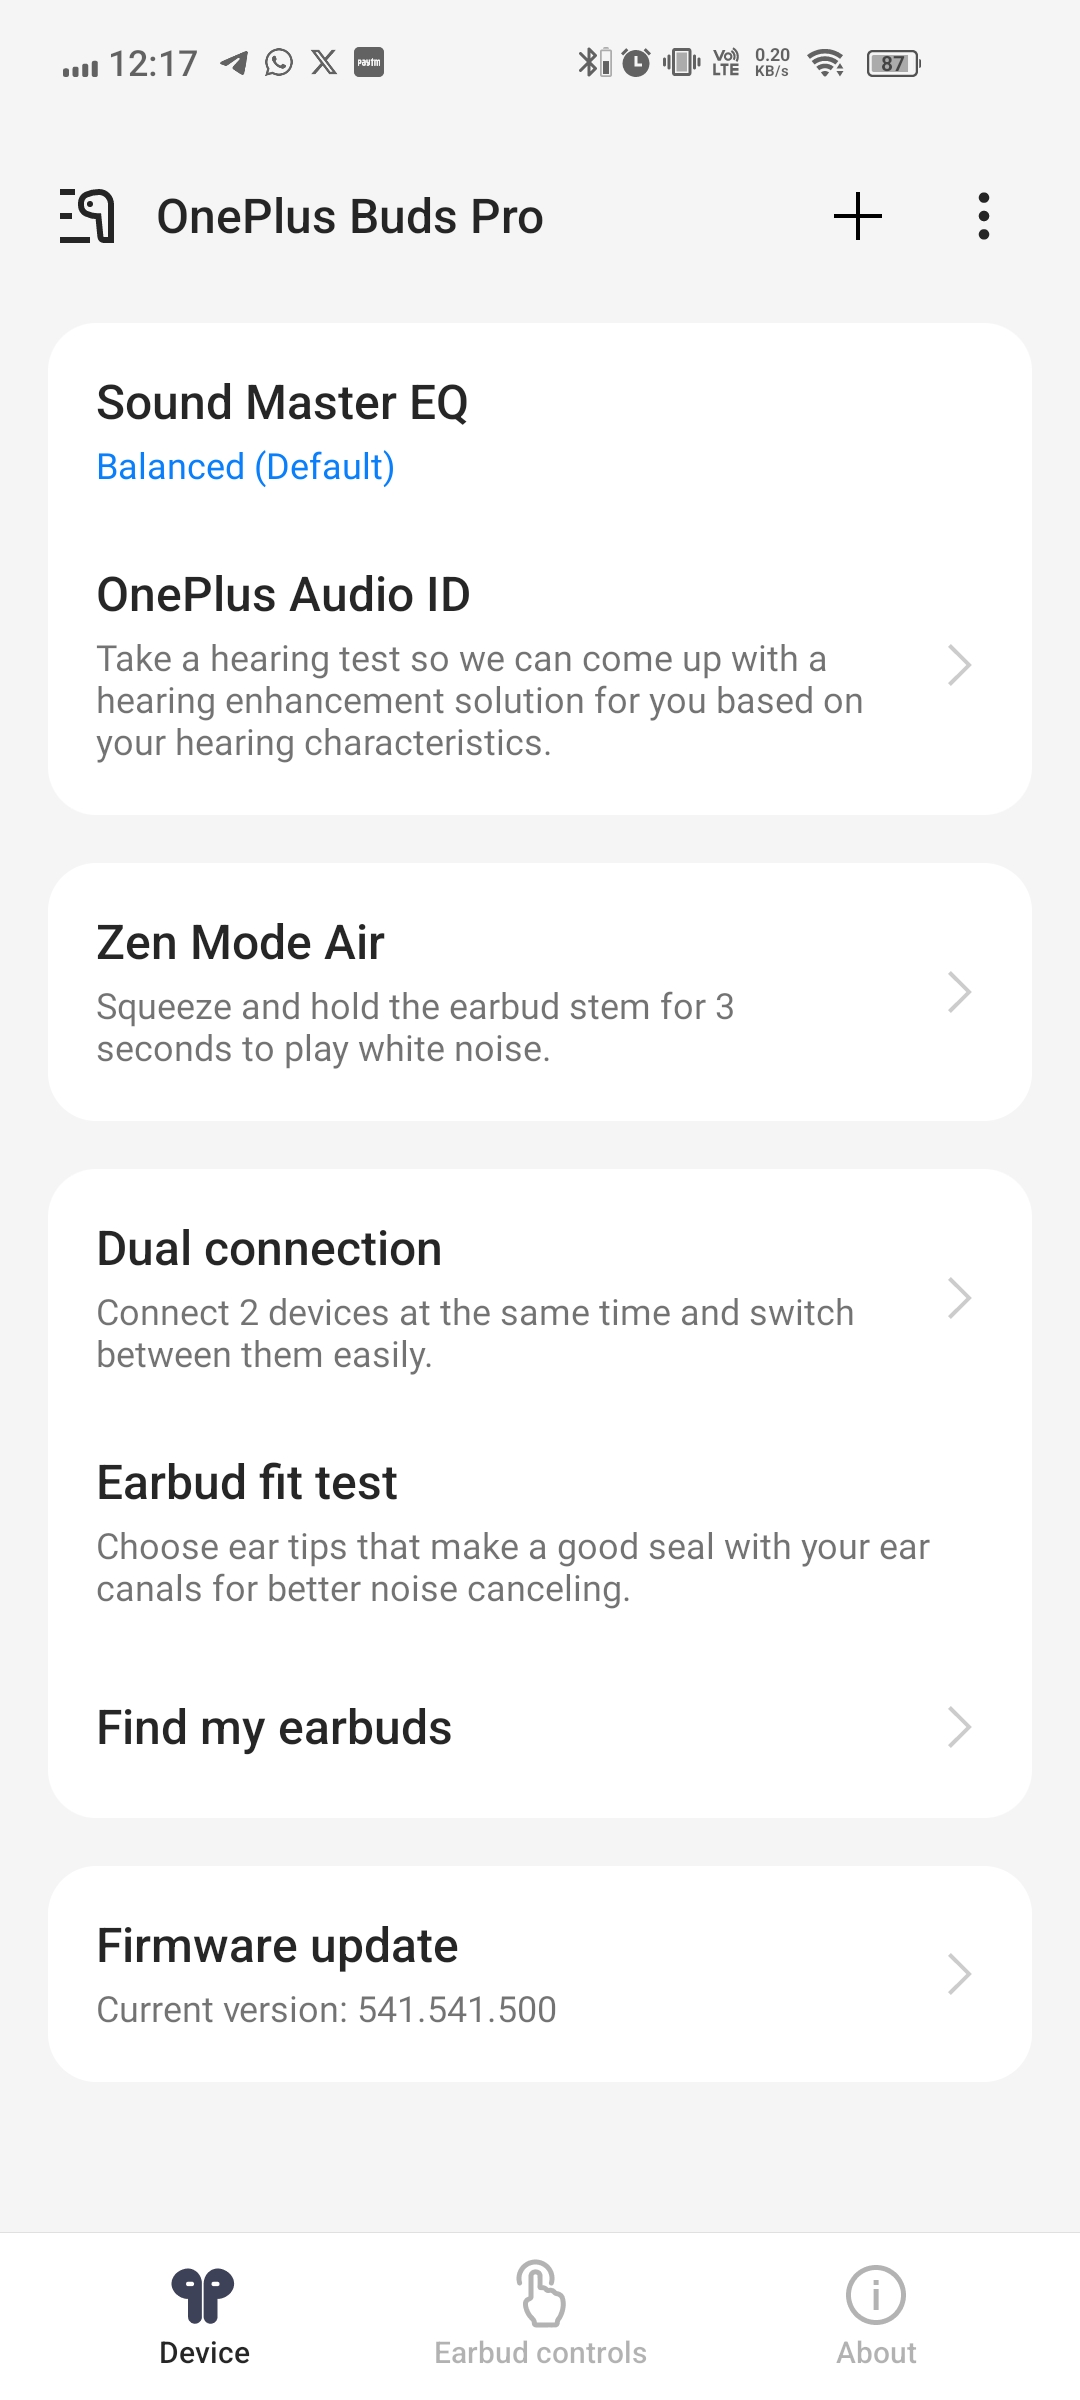 12:17
Paytm
Vo))
LTE
0.20
KB/s
87
OnePlus Buds Pro
Sound Master EQ
Balanced (Default)
OnePlus Audio ID
Take a hearing test so we can come up with a
hearing enhancement solution for you based on
your hearing characteristics.
Zen Mode Air
Squeeze and hold the earbud stem for 3
seconds to play white noise.
Dual connection
Connect 2 devices at the same time and switch
between them easily.
Earbud fit test
Choose ear tips that make a good seal with your ear
canals for better noise canceling.
Find my earbuds
Firmware update
Current version: 541.541.500
Device
Earbud controls
About